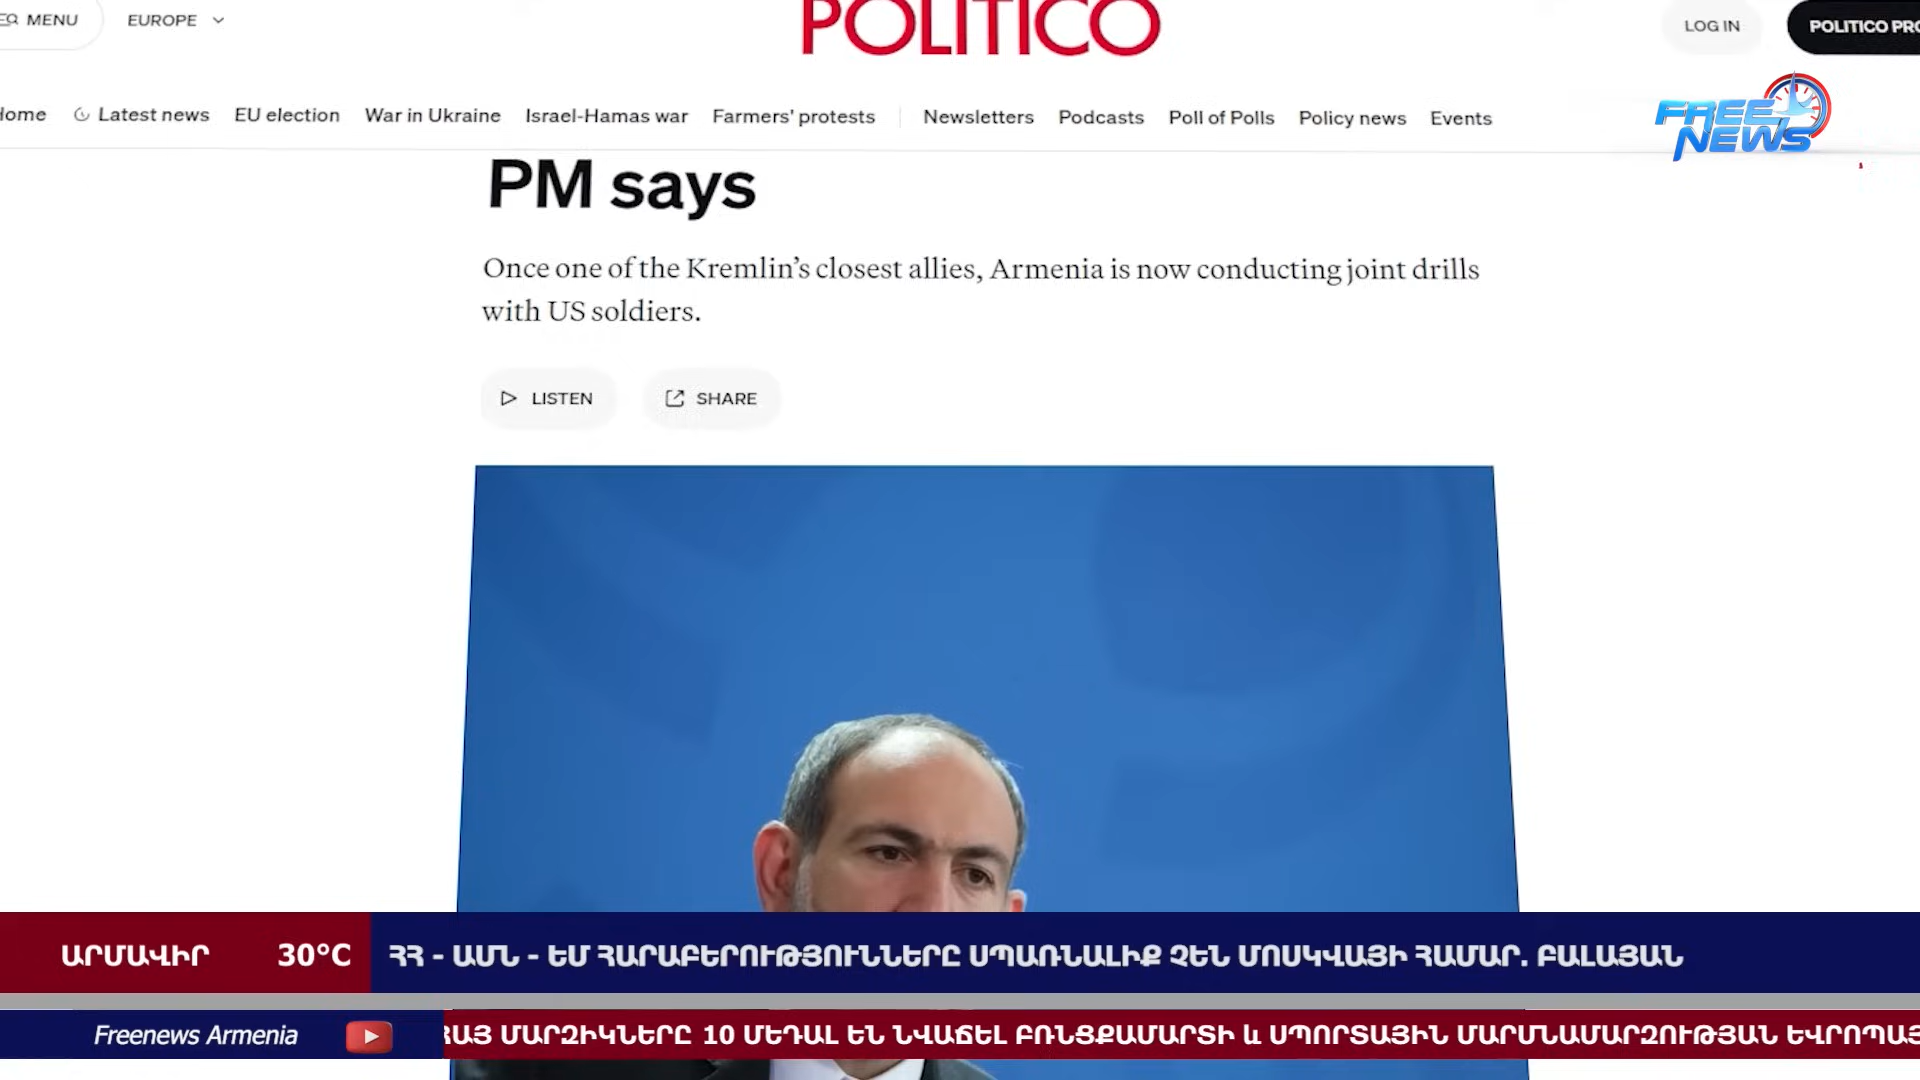 MENU
EUROPE
POLITICO
LOG IN
POLITICO PRO
Home
Latest news
EU election
War in Ukraine
Israel-Hamas war
Farmers' protests
Newsletters
Podcasts
Poll of Polls
Policy news
Events
FREE
NEWS
PM says
Once one of the Kremlin’s closest allies, Armenia is now conducting joint drills
with US soldiers.
LISTEN
SHARE
ԱՐՄԱՎԻՐ 30°C
ՀՀ - ԱՄՆ - ԵՄ ՀԱՐԱԲԵՐՈՒԹՅՈՒՆՆԵՐԸ ՍՊԱՌՆԱԼԻՔ ՉԵՆ ՄՈՍԿՎԱՅԻ ՀԱՄԱՐ. ԲԱԼԱՅԱՆ
Freenews Armenia
ՀԱՅ ՄԱՐԶԻԿՆԵՐԸ 10 ՄԵԴԱԼ ԵՆ ՆՎԱՃԵԼ ԲՌՆՑՔԱՄԱՐՏԻ և ՍՊՈՐՏԱՅԻՆ ՄԱՐՄՆԱՄԱՐԶՈՒԹՅԱՆ ԵՎՐՈՊԱՅ